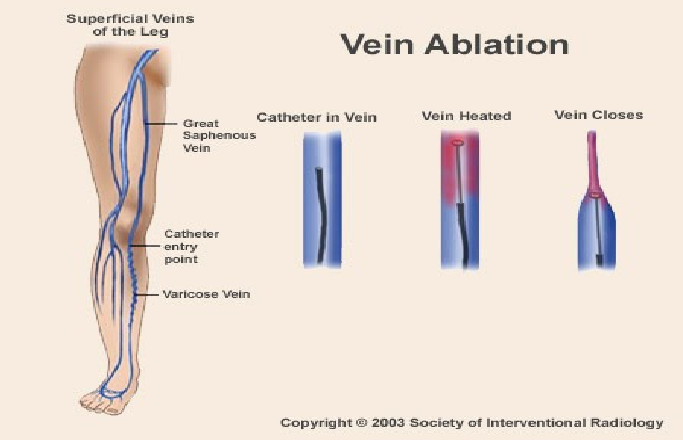 Superficial Veins
of the Leg
Vein Ablation
Great
Saphenous
Vein
Catheter in Vein
Vein Heated
Vein Closes
Catheter
entry
point
Varicose Vein
Copyright © 2003 Society of Interventional Radiology